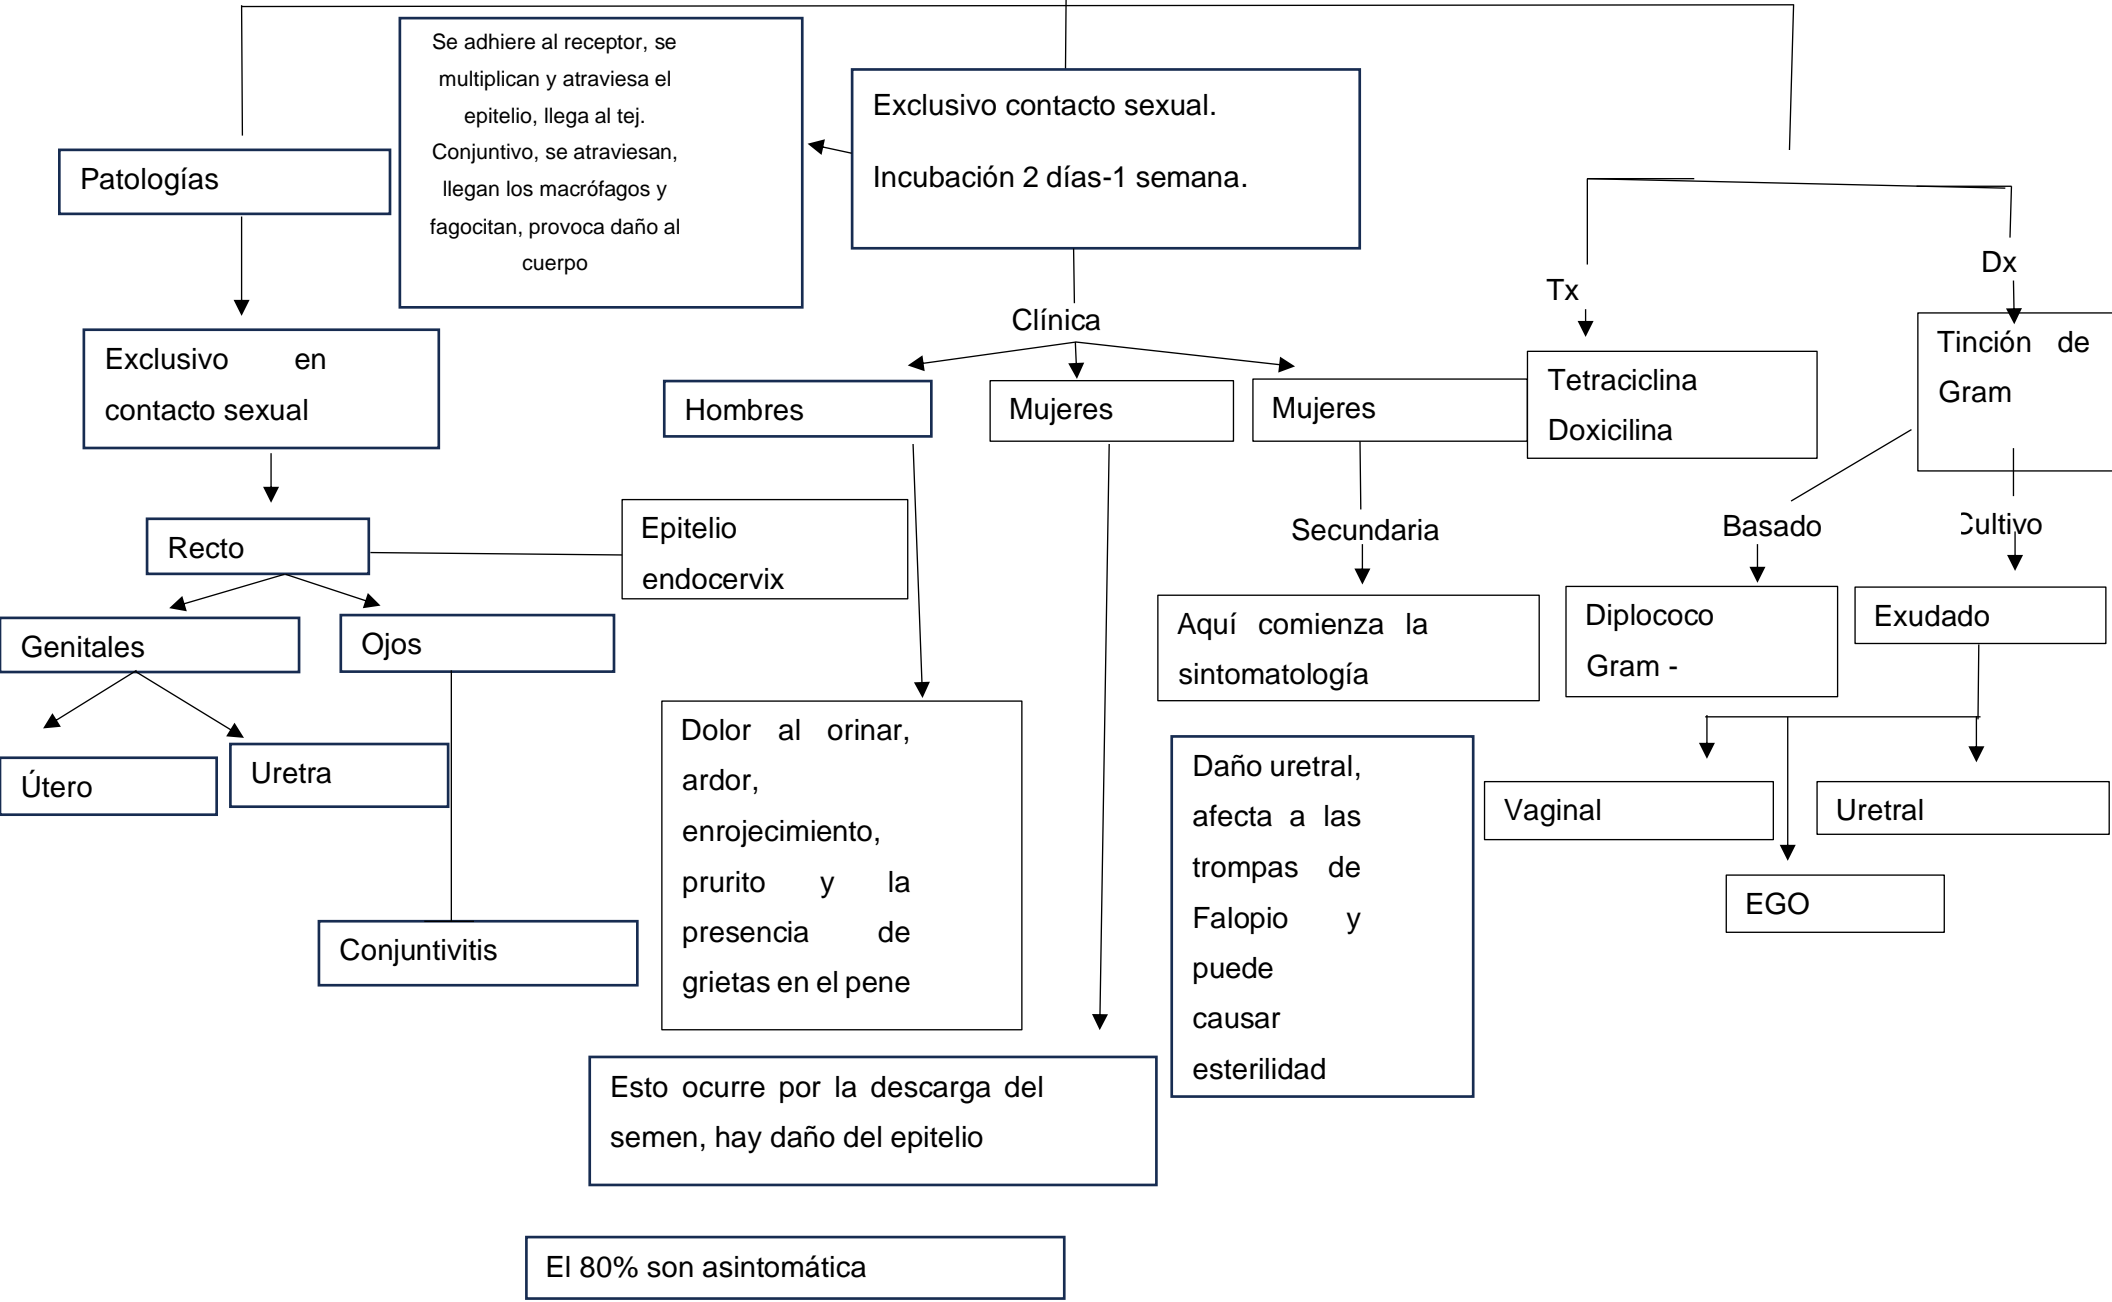 Se adhiere al receptor, se
multiplican y atraviesa el
epitelio, llega al tej.
Conjuntivo, se atraviesan,
llegan los macrófagos y
fagocitan, provoca daño al
cuerpo
Exclusivo contacto sexual.
Incubación 2 días-1 semana.
Patologías
Dx
Tx
Clínica
Exclusivo en
contacto sexual
Hombres
Mujeres
Mujeres
Tetraciclina
Doxicilina
Tinción de
Gram
Recto
Epitelio
endocervix
Secundaria
Basado
Cultivo
Genitales
Ojos
Aquí comienza la
sintomatología
Diplococo
Gram -
Exudado
Útero
Uretra
Dolor al orinar,
ardor,
enrojecimiento,
prurito y la
presencia de
grietas en el pene
Daño uretral,
afecta a las
trompas de
Falopio y
puede
causar
esterilidad
Vaginal
Uretral
EGO
Conjuntivitis
Esto ocurre por la descarga del
semen, hay daño del epitelio
El 80% son asintomática